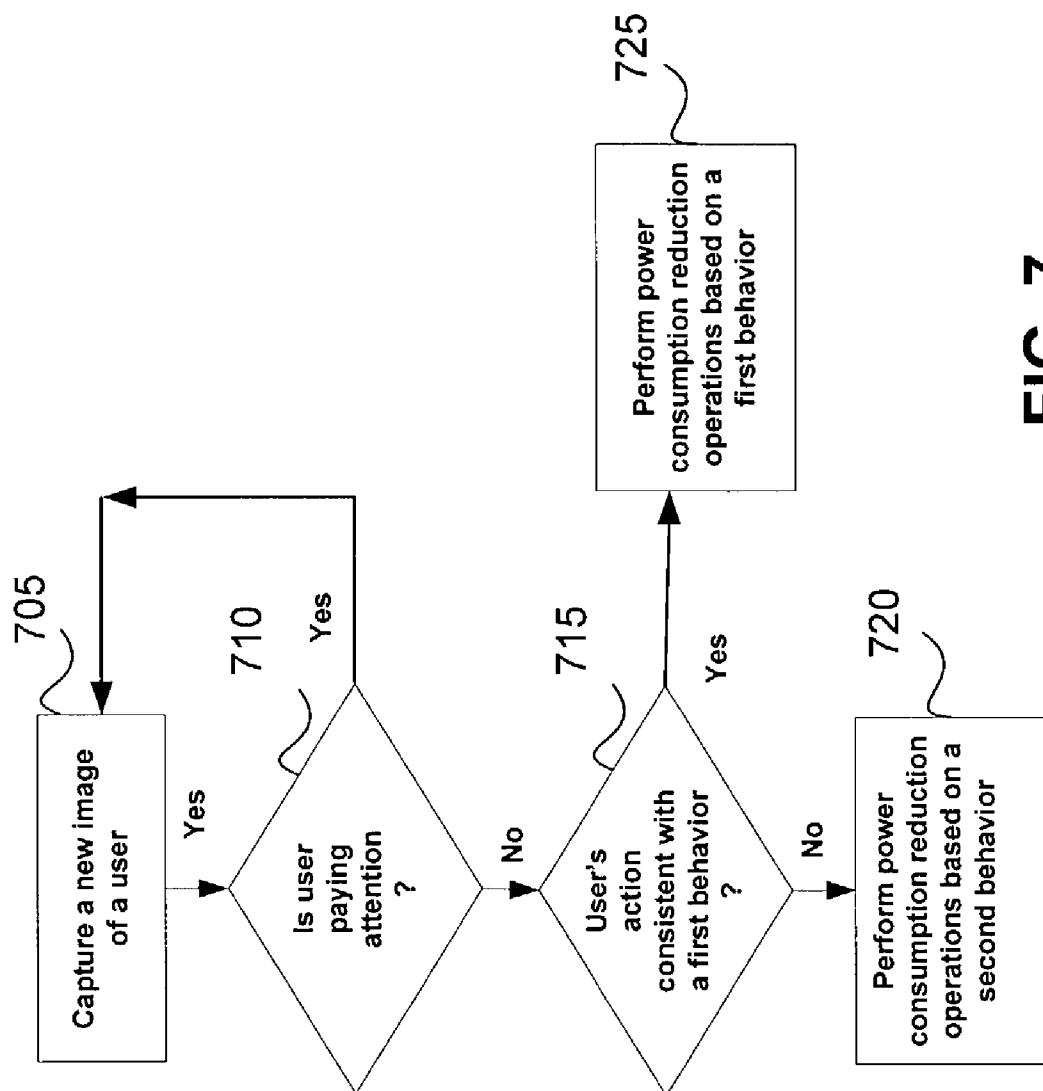 Capture a new image
of a user
705
Yes
Is user
paying
attention
?
710
Yes
No
User's
action
consistent with
a first behavior
?
715
Yes
No
Perform power
consumption reduction
operations based on a
first behavior
725
Perform power
consumption reduction
operations based on a
second behavior
720
FIG. 7